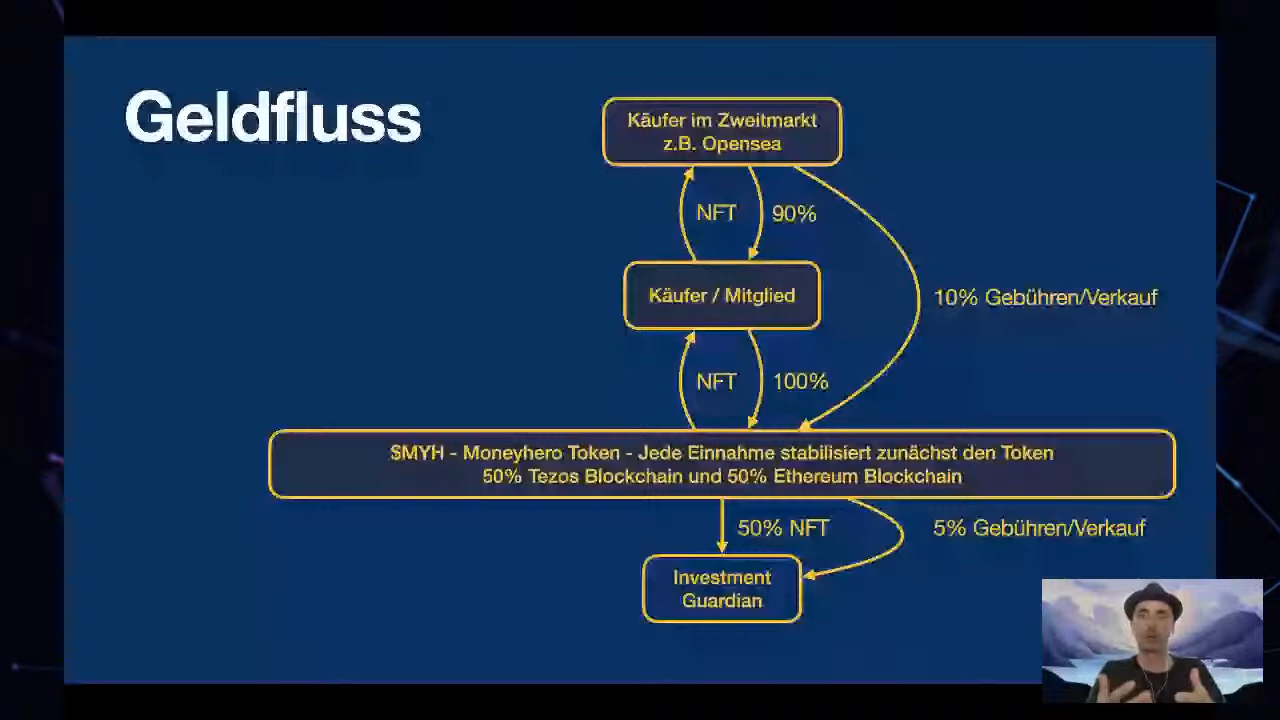 Geldfluss
Käufer im Zweitmarkt
z.B. Opensea
NFT
90%
Käufer / Mitglied
10% Gebühren/Verkauf
NFT
100%
$MYH - Moneyhero Token - Jede Einnahme stabilisiert zunächst den Token
50% Tezos Blockchain und 50% Ethereum Blockchain
50% NFT
5% Gebühren/Verkauf
Investment
Guardian